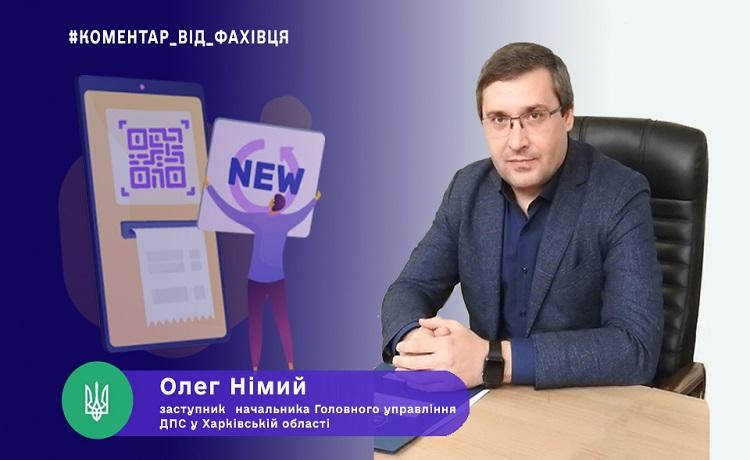 #КОМЕНТАР_ВІД_ФАХІВЦЯ
NEW
Олег Німий
заступник начальника Головного управління
ДПС у Харківській області